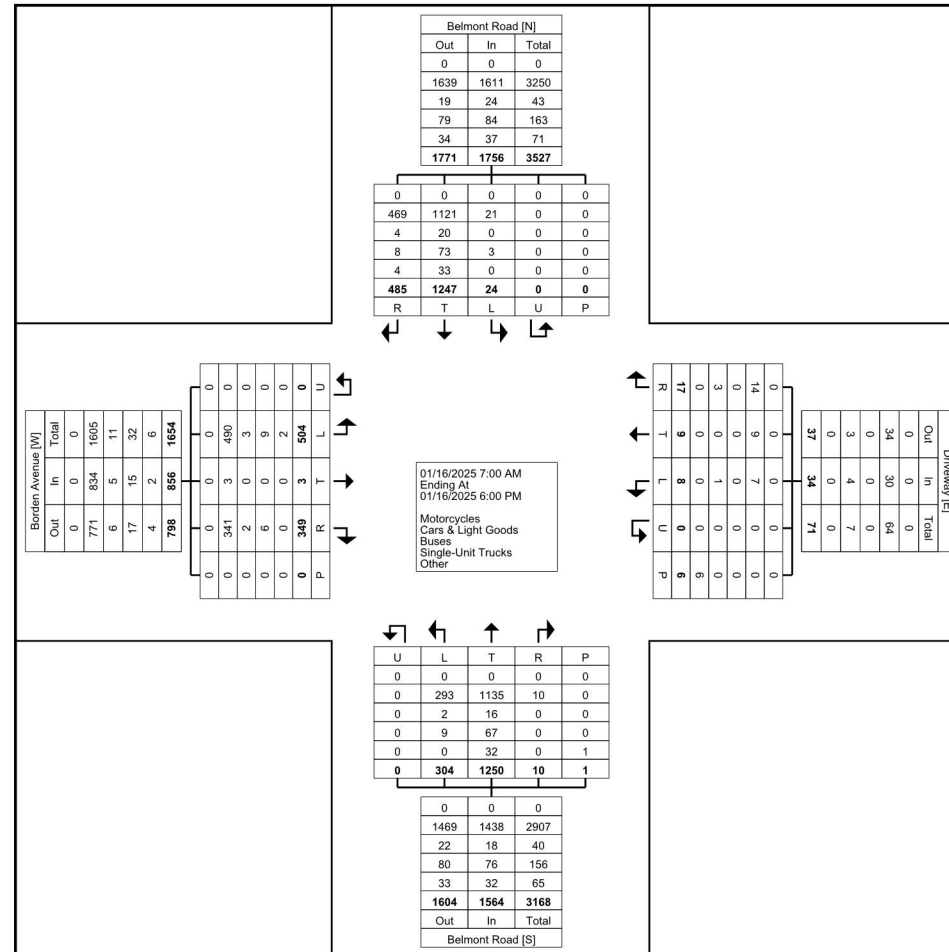 Belmont Road [N]
Out In Total
0 0 0
1639 1611 3250
19 24 43
79 84 163
34 37 71
1771 1756 3527
0 0 0 0 0
469 1121 21 0 0
4 20 0 0 0
8 73 3 0 0
4 33 0 0 0
485 1247 24 0 0
R T L U P
Borden Avenue [W]
Out In Total
0 0 0
771 834 1605
6 5 11
17 15 32
4 2 6
798 856 1654
0 0 0 0 0
0 341 3 490 0
0 2 0 3 0
0 6 0 9 0
0 0 0 2 0
0 349 3 504 0
P R T L U
01/16/2025 7:00 AM
Ending At
01/16/2025 6:00 PM
Motorcycles
Cars & Light Goods
Buses
Single-Unit Trucks
Other
Driveway [E]
Out In Total
0 0 0
34 30 64
0 0 0
3 4 7
0 0 0
37 34 71
0 0 0 0 0
14 9 7 0 0
0 0 0 0 0
3 0 1 0 0
0 0 0 0 6
17 9 8 0 6
R T L U P
U L T R P
0 0 0 0 0
0 293 1135 10 0
0 2 16 0 0
0 9 67 0 0
0 0 32 0 1
0 304 1250 10 1
0 0 0
1469 1438 2907
22 18 40
80 76 156
33 32 65
1604 1564 3168
Out In Total
Belmont Road [S]